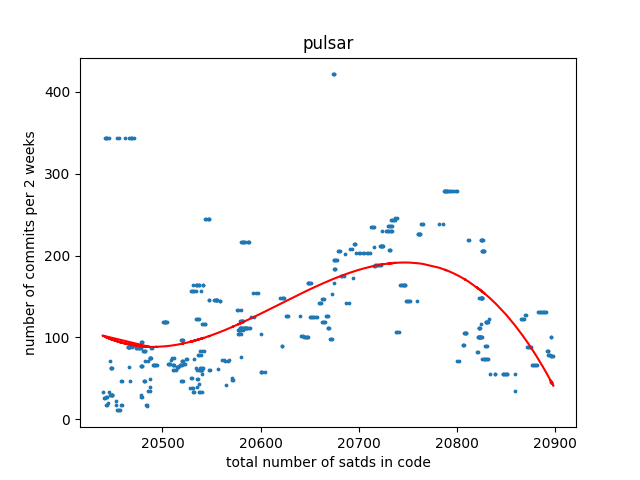 pulsar
number of commits per 2 weeks
400
300
200
100
0
20500 20600 20700 20800 20900
total number of satds in code